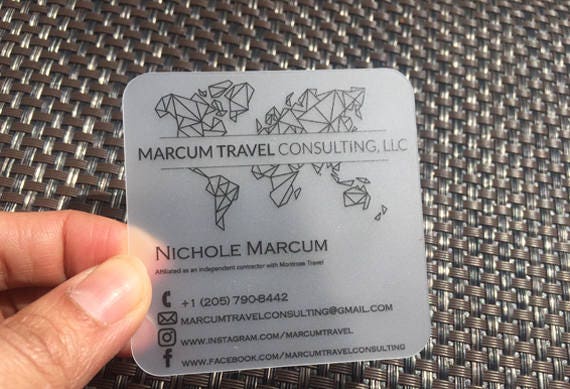 MARCUM TRAVEL CONSULTING, LLC
NICHOLE MARCUM
Affiliated as an independent contractor with Montrose Travel
+1 (205) 790-8442
MARCUMTRAVELCONSULTING@GMAIL.COM
WWW.INSTAGRAM.COM/MARCUMTRAVEL
WWW.FACEBOOK.COM/MARCUMTRAVELCONSULTING